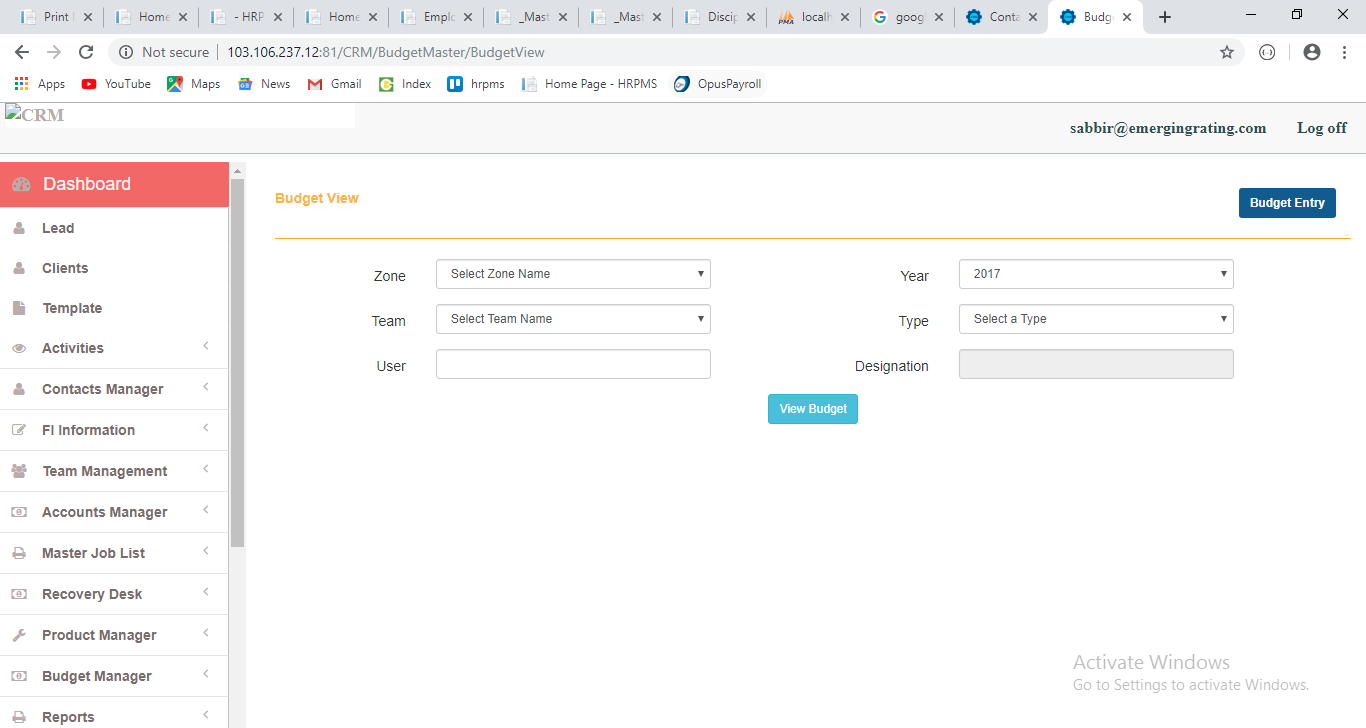 Print Home - HRP Home Emplo _Mast _Mast Discip localh goog Conta Budg
Not secure 103.106.237.12:81/CRM/BudgetMaster/BudgetView
Apps YouTube Maps News Gmail Index hrpms Home Page - HRPMS OpusPayroll
CRM
sabbir@emergingrating.com Log off
Dashboard
Budget View
Budget Entry
Lead
Clients
Template
Activities
Contacts Manager
FI Information
Team Management
Accounts Manager
Master Job List
Recovery Desk
Product Manager
Budget Manager
Reports
Zone Select Zone Name Year 2017
Team Select Team Name Type Select a Type
User Designation
View Budget
Activate Windows
Go to Settings to activate Windows.